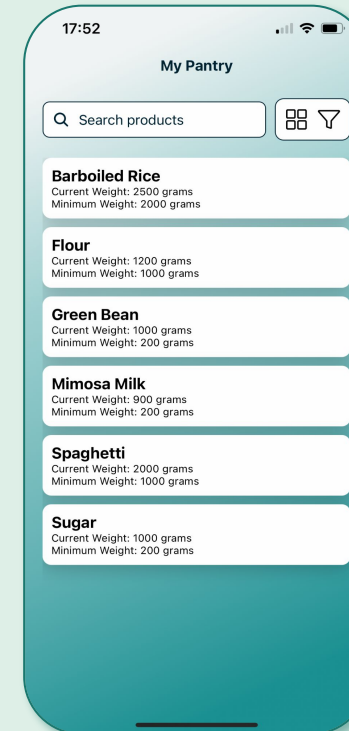 17:52
My Pantry
Search products
Barboiled Rice
Current Weight: 2500 grams
Minimum Weight: 2000 grams
Flour
Current Weight: 1200 grams
Minimum Weight: 1000 grams
Green Bean
Current Weight: 1000 grams
Minimum Weight: 200 grams
Mimosa Milk
Current Weight: 900 grams
Minimum Weight: 200 grams
Spaghetti
Current Weight: 2000 grams
Minimum Weight: 1000 grams
Sugar
Current Weight: 1000 grams
Minimum Weight: 200 grams